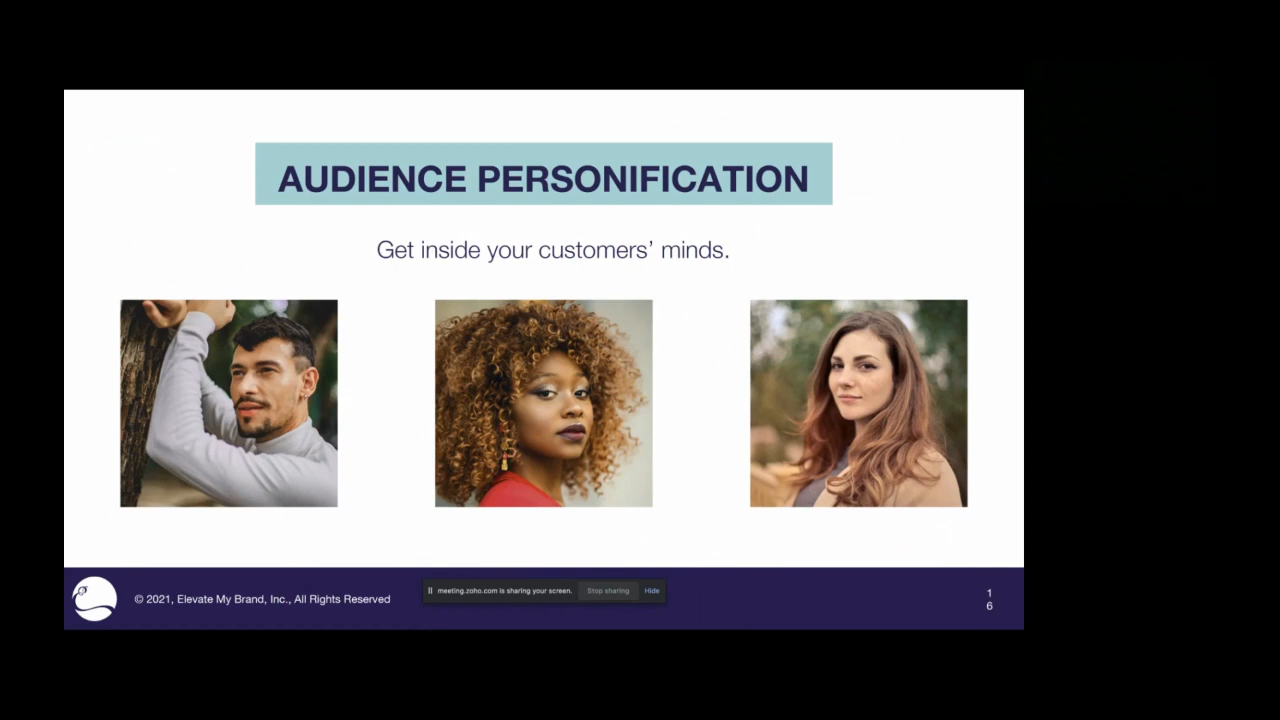 AUDIENCE PERSONIFICATION
Get inside your customers’ minds.
© 2021, Elevate My Brand, Inc., All Rights Reserved
meeting.zoho.com is sharing your screen. Stop sharing Hide
1
6